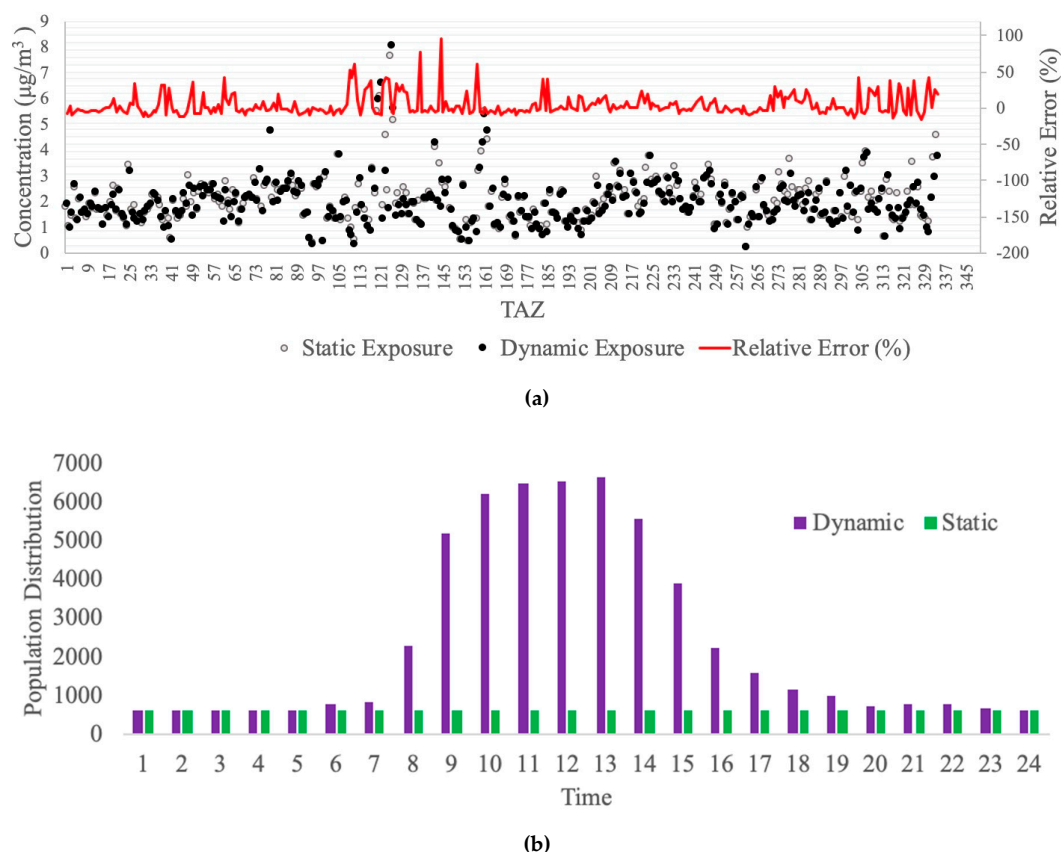 9
8
7
6
5
4
3
2
1
0
Concentration (µg/m³)
100
50
0
-50
-100
-150
-200
Relative Error (%)
1 9 17 25 33 41 49 57 65 73 81 89 97 105 113 121 129 137 145 153 161 169 177 185 193 201 209 217 225 233 241 249 257 265 273 281 289 297 305 313 321 329 337 345
TAZ
Static Exposure Dynamic Exposure Relative Error (%)
(a)
7000
6000
5000
4000
3000
2000
1000
0
Population Distribution
Dynamic Static
1 2 3 4 5 6 7 8 9 10 11 12 13 14 15 16 17 18 19 20 21 22 23 24
Time
(b)